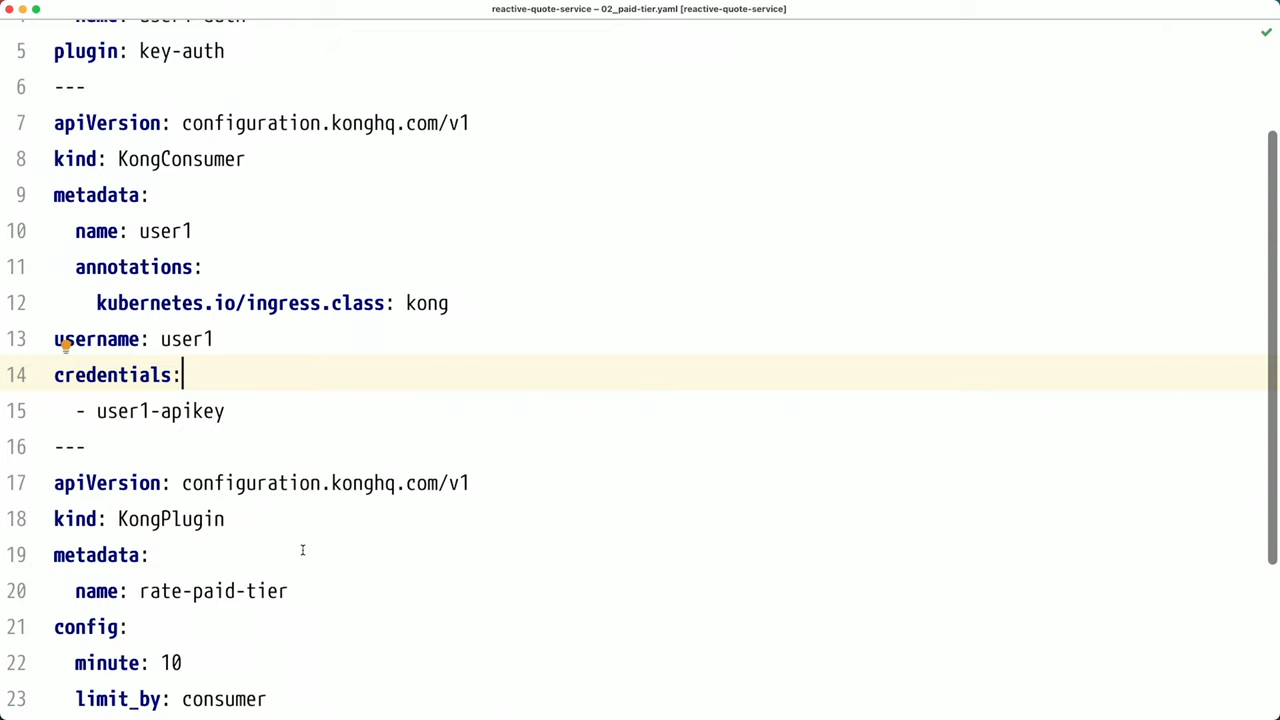 reactive-quote-service – 02_paid-tier.yaml [reactive-quote-service]
name: user1-auth
5 plugin: key-auth
6 ---
7 apiVersion: configuration.konghq.com/v1
8 kind: KongConsumer
9 metadata:
10 name: user1
11 annotations:
12 kubernetes.io/ingress.class: kong
13 username: user1
14 credentials:
15 - user1-apikey
16 ---
17 apiVersion: configuration.konghq.com/v1
18 kind: KongPlugin
19 metadata:
20 name: rate-paid-tier
21 config:
22 minute: 10
23 limit_by: consumer